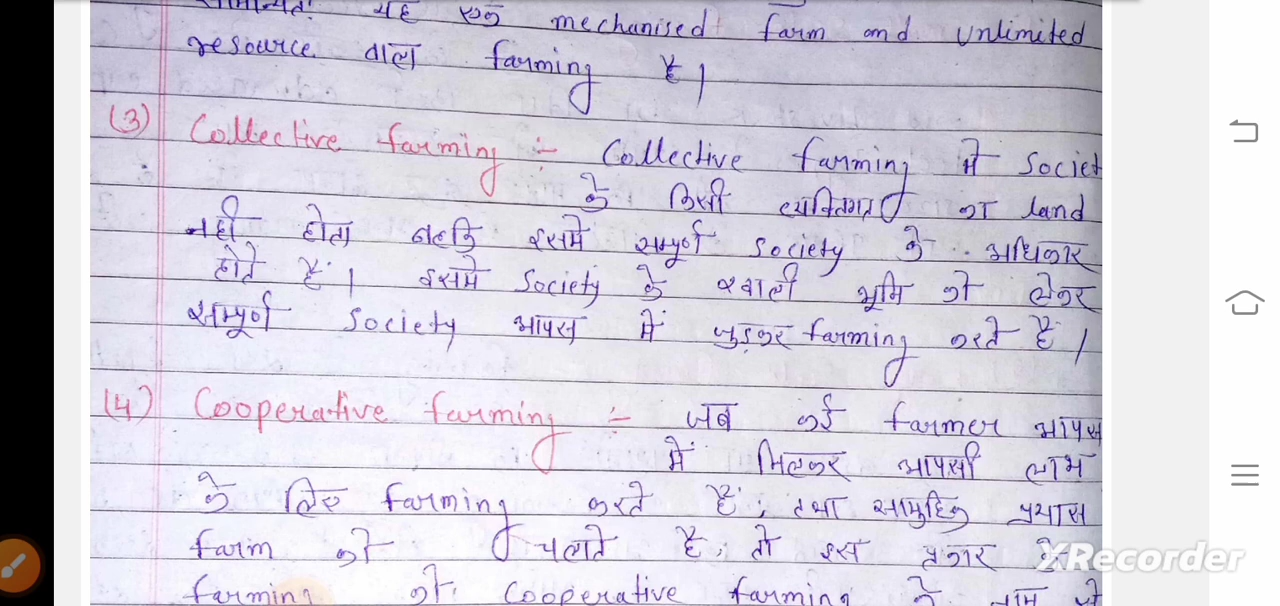 सामान्यतः यह एक mechanised farm and unlimited
resource वाला farming है।
(3) Collective farming :- Collective farming में societ
के किसी व्यक्तिगत का land
नही होता बल्कि इसमे सम्पूर्ण society के अधिकार
होते हैं। इसमे society के खाली भूमि को लेकर
सम्पूर्ण society आपस में जुड़कर farming करते हैं।
(4) Cooperative farming :- जब कई farmer आपस
में मिलकर आपसी लाभ
के लिए farming करते हैं, तथा सामुहिक प्रयास
farm को चलाते है, तो इस प्रकार के
farming को cooperative farming के नाम से
XRecorder